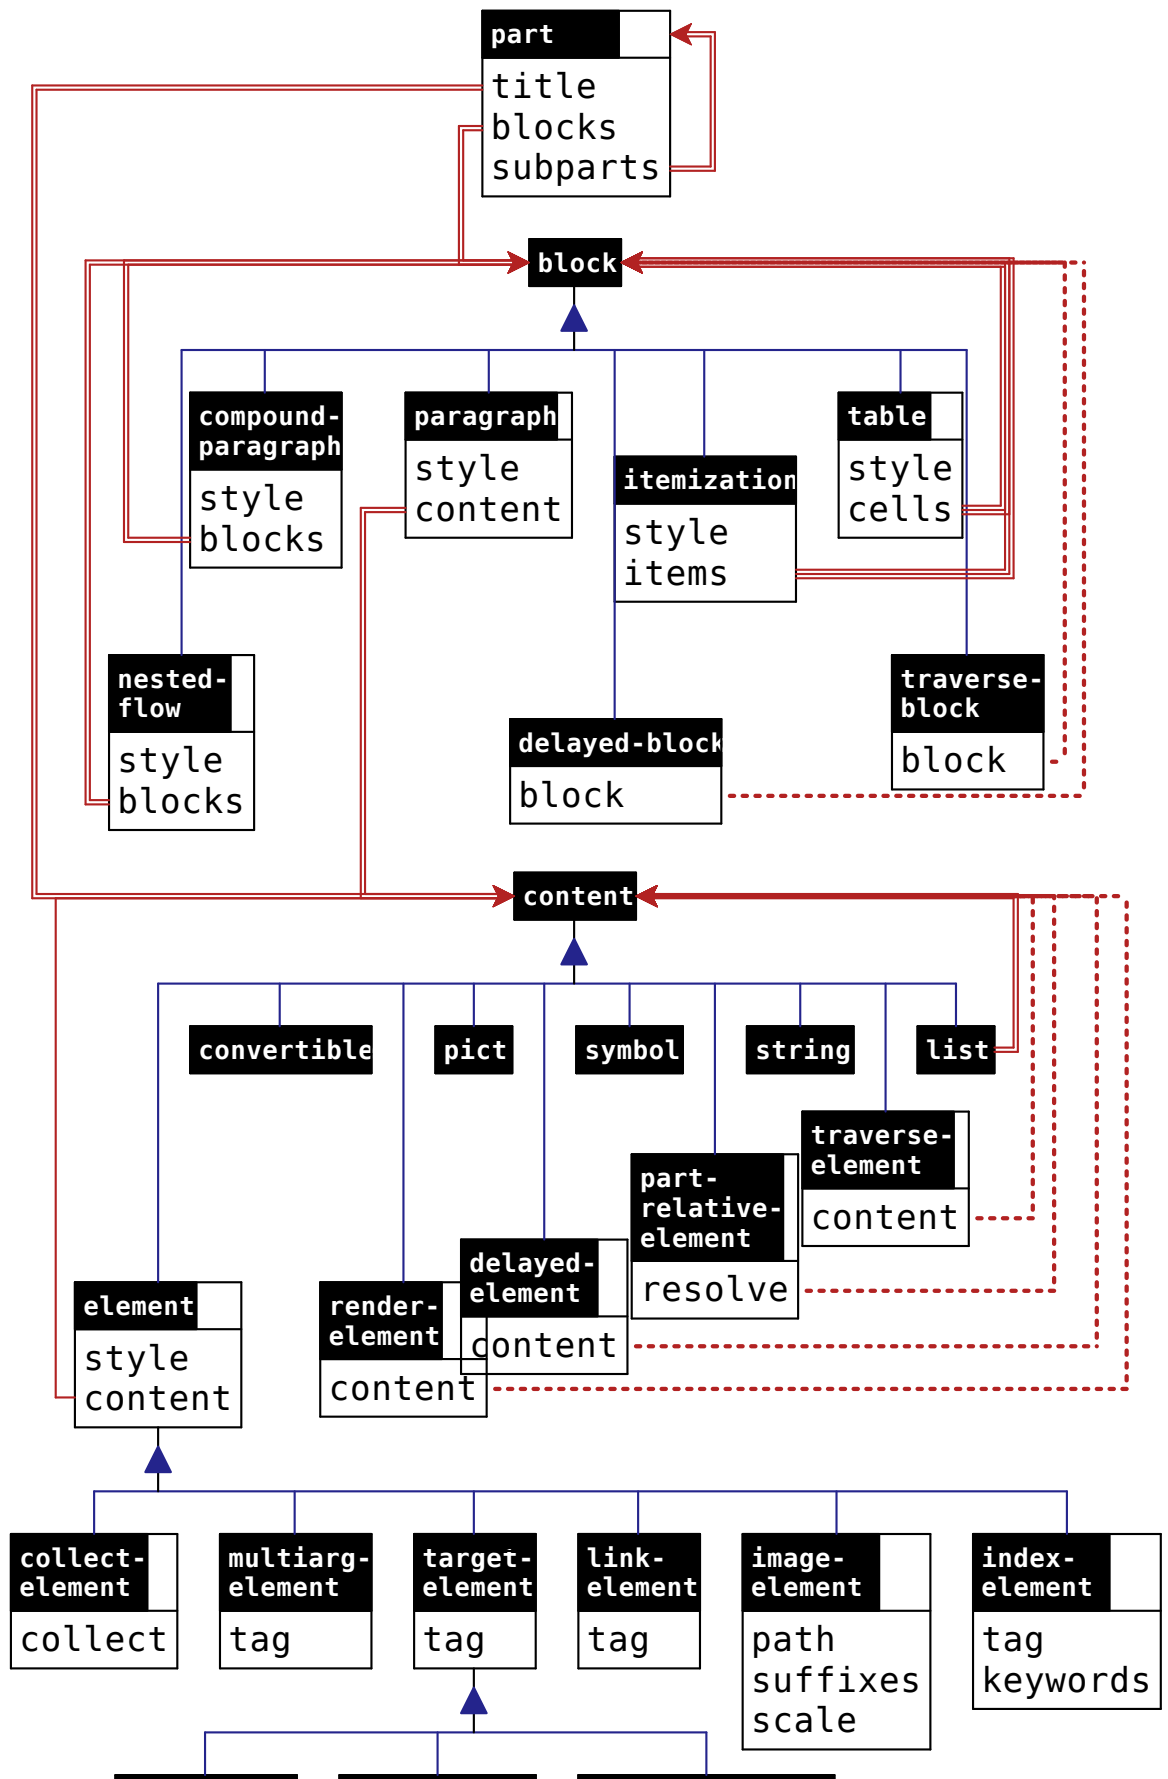 part
title
blocks
subparts
block
compound-
paragraph
style
blocks
paragraph
style
content
itemization
style
items
table
style
cells
nested-
flow
style
blocks
delayed-block
block
traverse-
block
block
content
convertible
pict
symbol
string
list
traverse-
element
content
part-
relative-
element
resolve
delayed-
element
content
render-
element
content
element
style
content
collect-
element
collect
multiarg-
element
tag
target-
element
tag
link-
element
tag
image-
element
path
suffixes
scale
index-
element
tag
keywords